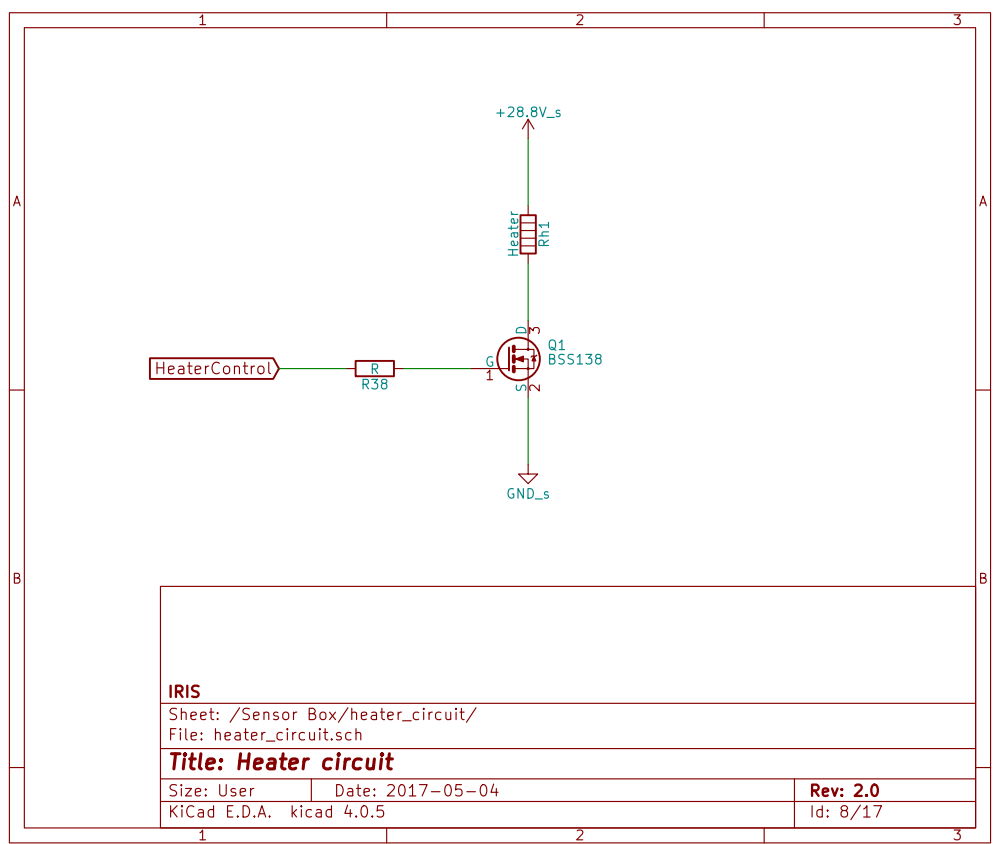 1 2 3
+28.8V_s
A A
Heater
Rh1
D 3
Q1
BSS138
G
1
HeaterControl
R
R38
S 2
GND_s
B B
IRIS
Sheet: /Sensor Box/heater_circuit/
File: heater_circuit.sch
Title: Heater circuit
Size: User Date: 2017-05-04 Rev: 2.0
KiCad E.D.A. kicad 4.0.5 Id: 8/17
1 2 3